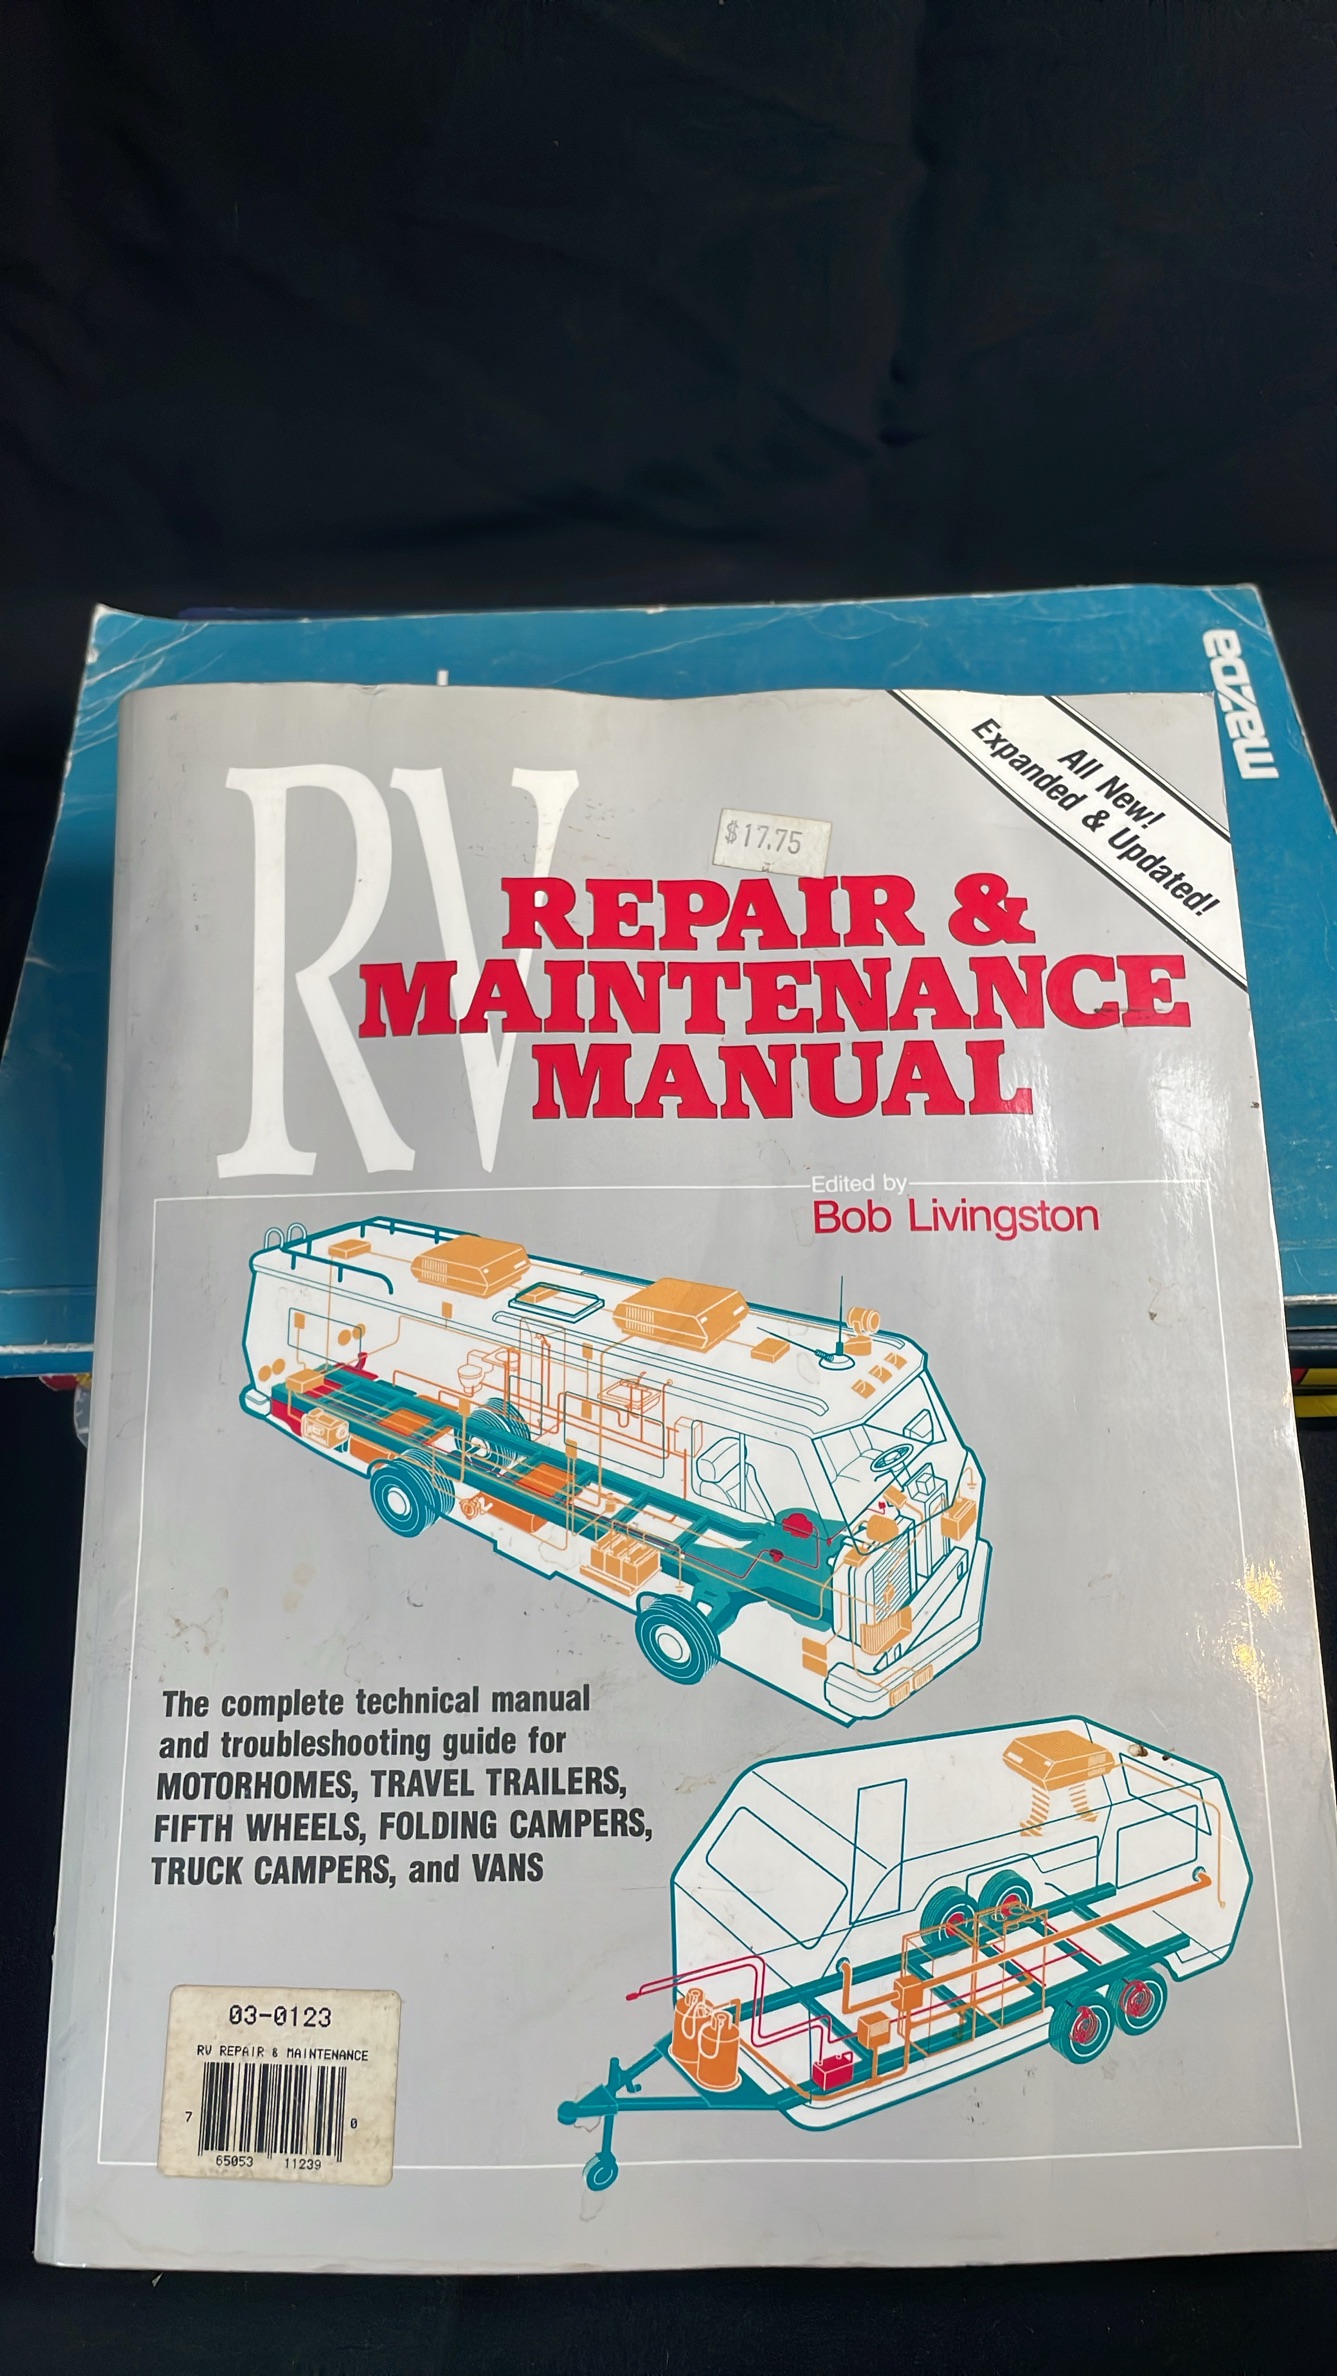 mazda
All New!
Expanded & Updated!
$17.75
RV
REPAIR &
MAINTENANCE
MANUAL
Edited by
Bob Livingston
The complete technical manual
and troubleshooting guide for
MOTORHOMES, TRAVEL TRAILERS,
FIFTH WHEELS, FOLDING CAMPERS,
TRUCK CAMPERS, and VANS
03-0123
RV REPAIR & MAINTENANCE
7 65053 11239 0